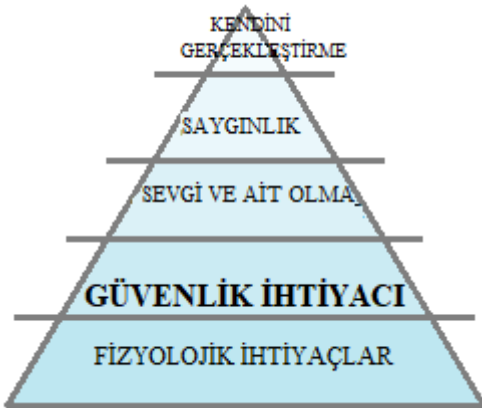 KENDİNİ
GERÇEKLEŞTİRME
SAYGINLIK
SEVGİ VE AİT OLMA
GÜVENLİK İHTİYACI
FİZYOLOJİK İHTİYAÇLAR